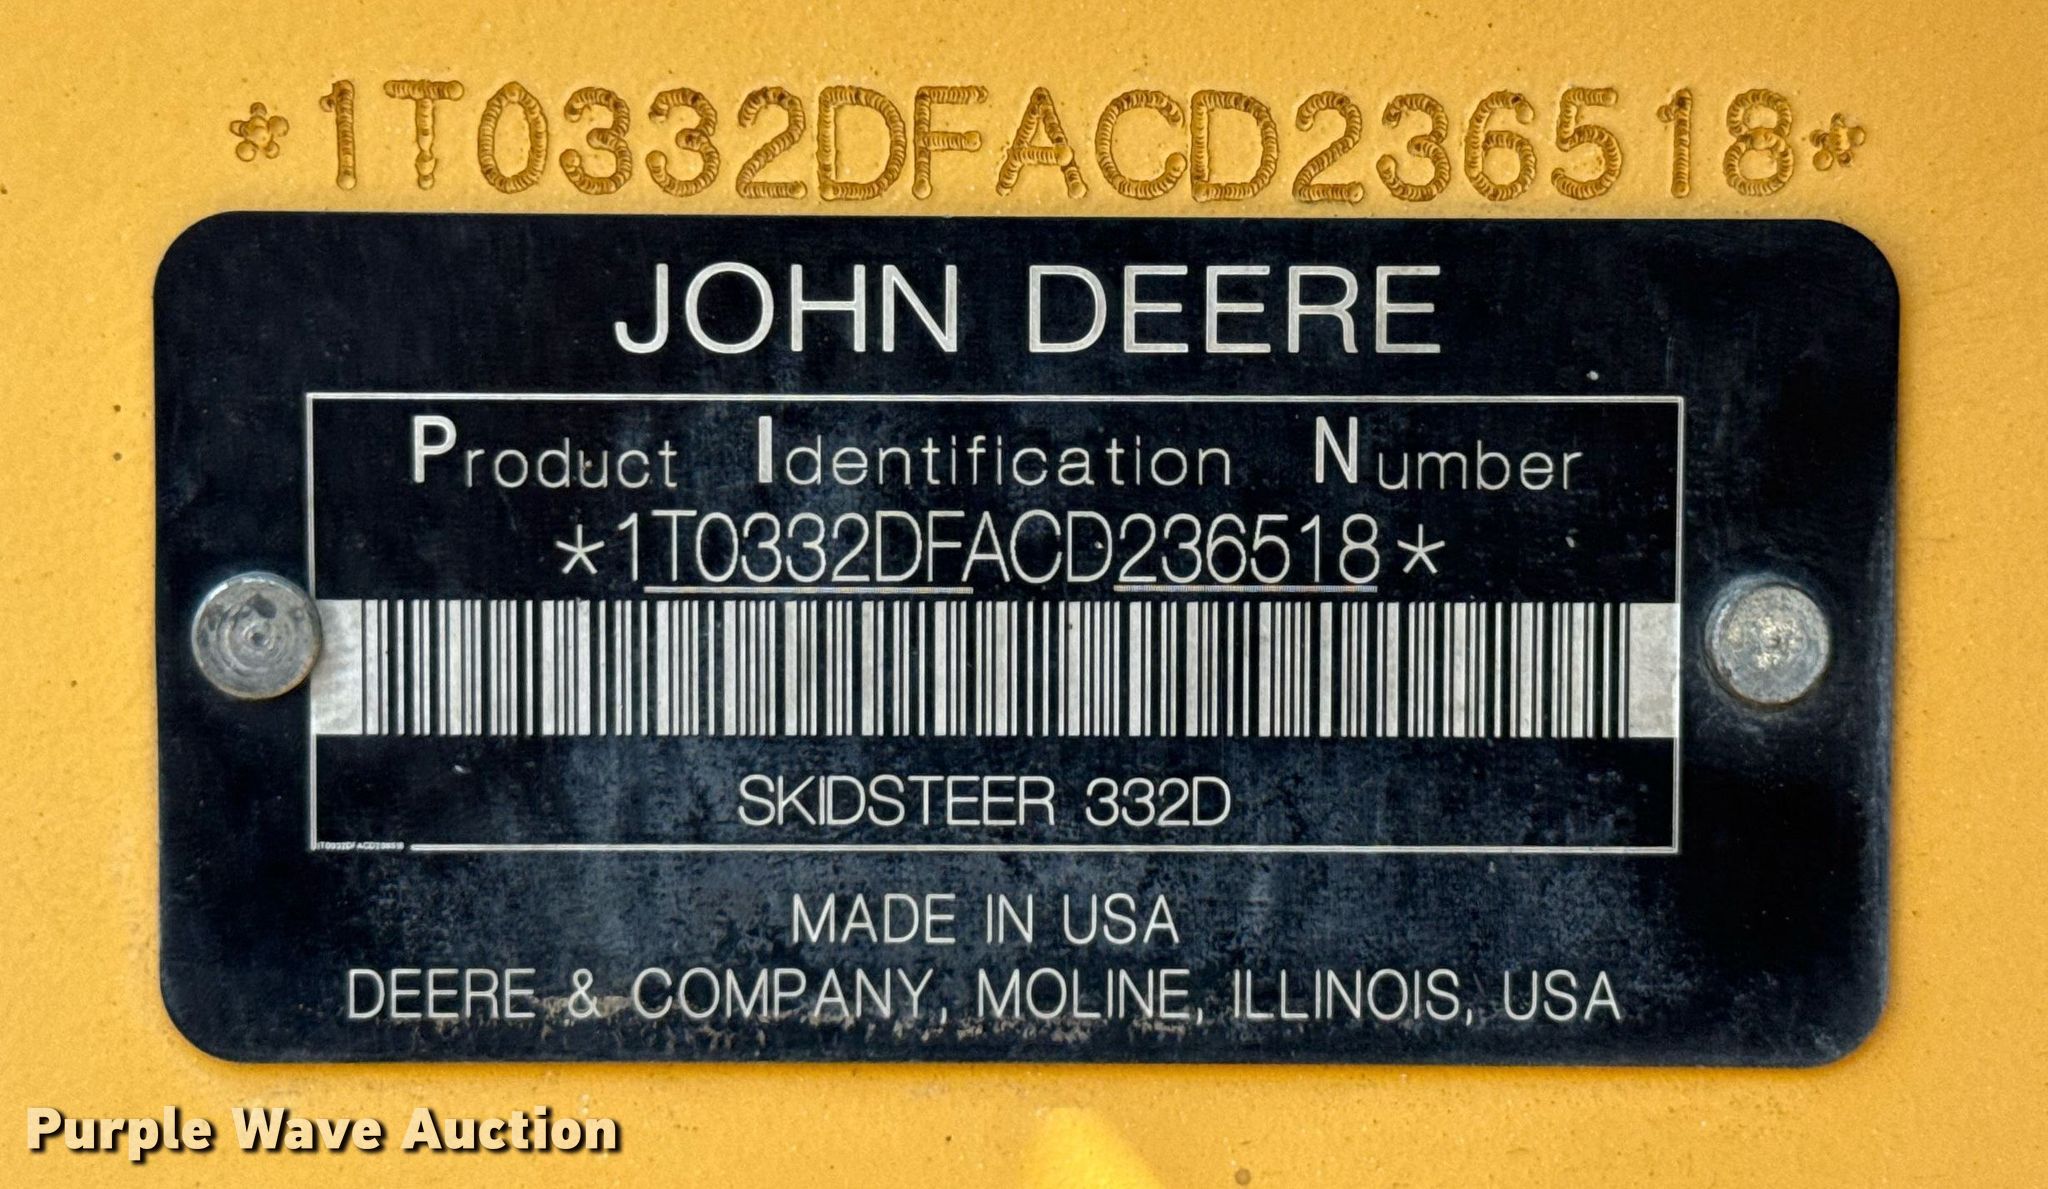 *1T0332DFACD236518*
JOHN DEERE
Product Identification Number
*1T0332DFACD236518*
SKIDSTEER 332D
1T0332DFACD236518
MADE IN USA
DEERE & COMPANY, MOLINE, ILLINOIS, USA
Purple Wave Auction